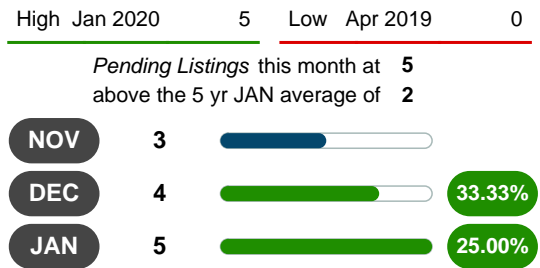 High Jan 2020 5 Low Apr 2019 0
Pending Listings this month at 5
above the 5 yr JAN average of 2
NOV 3
DEC 4 33.33%
JAN 5 25.00%